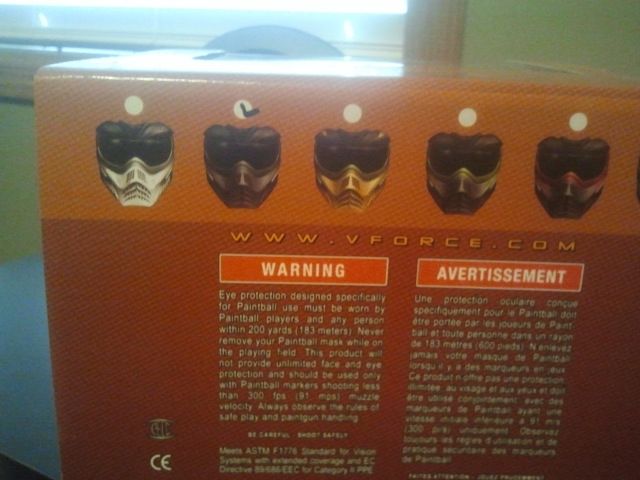 WWW.VFORCE.COM
WARNING
Eye protection designed specifically
for Paintball use must be worn by
Paintball players and any person
within 200 yards (183 meters). Never
remove your Paintball mask while on
the playing field. This product will
not provide unlimited face and eye
protection and should be used only
with Paintball markers shooting less
than 300 fps (91 mps) muzzle
velocity. Always observe the rules of
safe play and paintgun handling.
BE CAREFUL - SHOOT SAFELY
Meets ASTM F1776 Standard for Vision
Systems with extended coverage and EC
Directive 89/686/EEC for Category II PPE
CE
AVERTISSEMENT
Une protection oculaire conçue
spécifiquement pour le Paintball doit
être portée par les joueurs de Paint
ball et toute personne dans un rayon
de 183 mètres (600 pieds). N'enlevez
jamais votre masque de Paintball
lorsqu'il y a des marqueurs en jeux.
Ce produit n'offre pas une protection
illimitée, au visage et aux yeux et doit
être utilisé conjointement avec des
marqueurs de Paintball ayant une
vitesse initiale inférieure à 91 m/s
(300 p/s) uniquement. Observez
toujours les règles d'utilisation et de
pratique sécuritaire des marqueurs
de Paintball.
FAITES ATTENTION - JOUEZ PRUDEMMENT